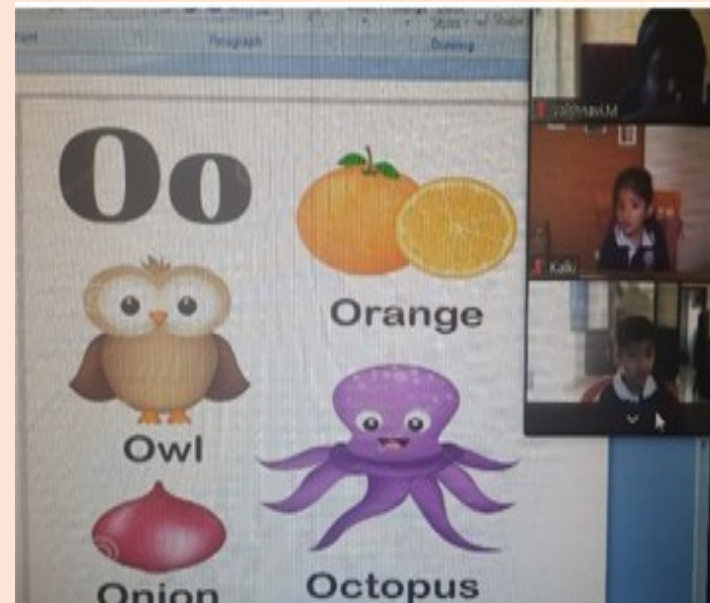 Paragraph
Drawing
Oo
Orange
Owl
Octopus
Onion
Kalki